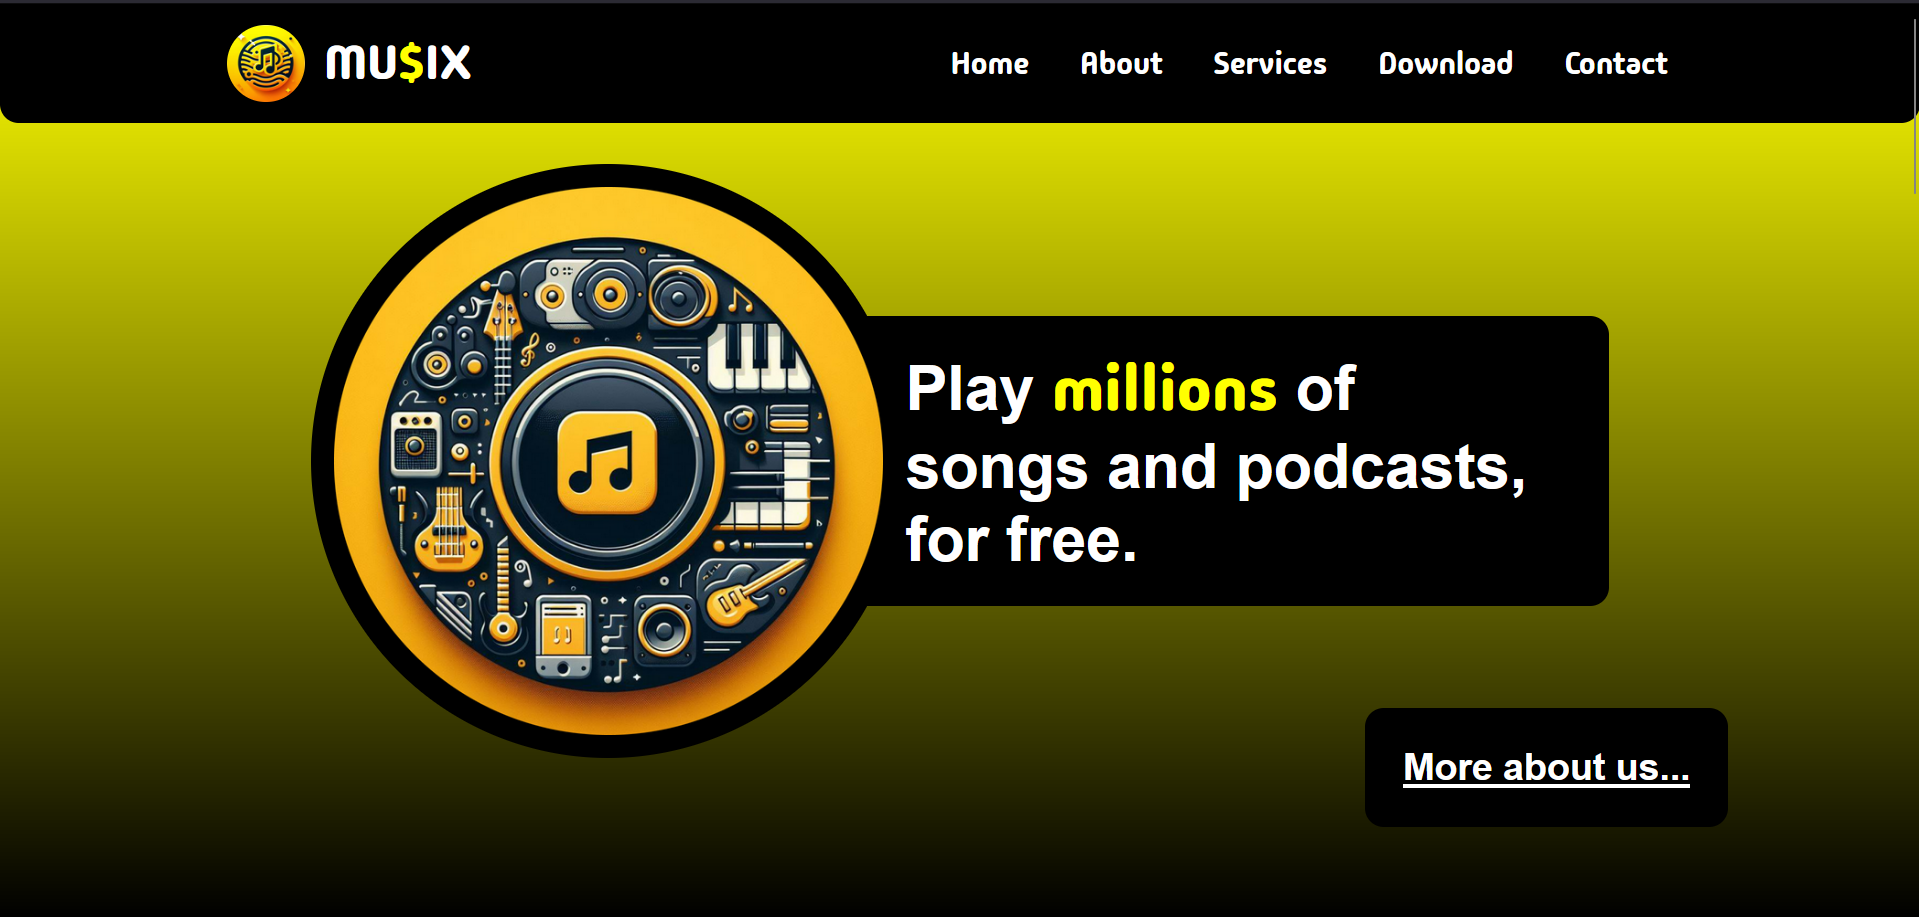 MU$IX
Home About Services Download Contact
Play millions of
songs and podcasts,
for free.
More about us...